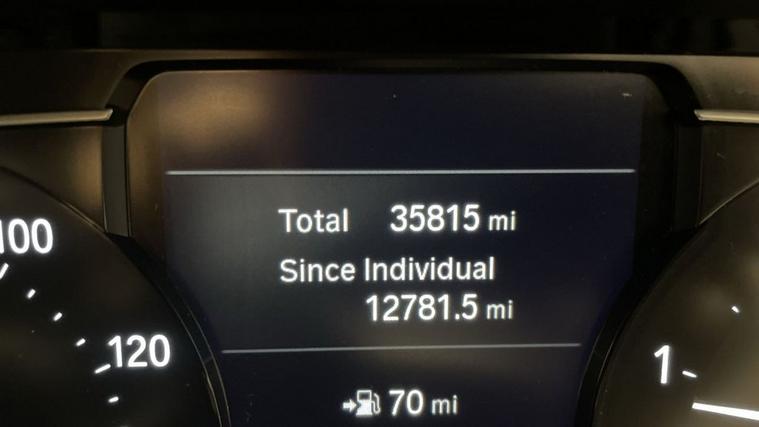 Total 35815 mi
Since Individual
12781.5 mi
70 mi
100
120
1